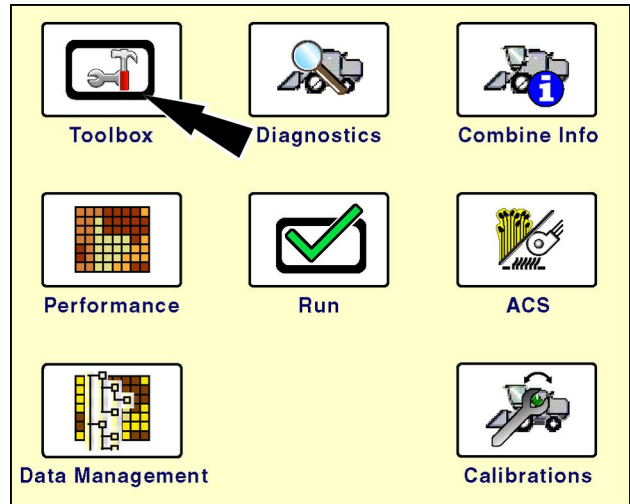 Toolbox
Diagnostics
Combine Info
Performance
Run
ACS
Data Management
Calibrations